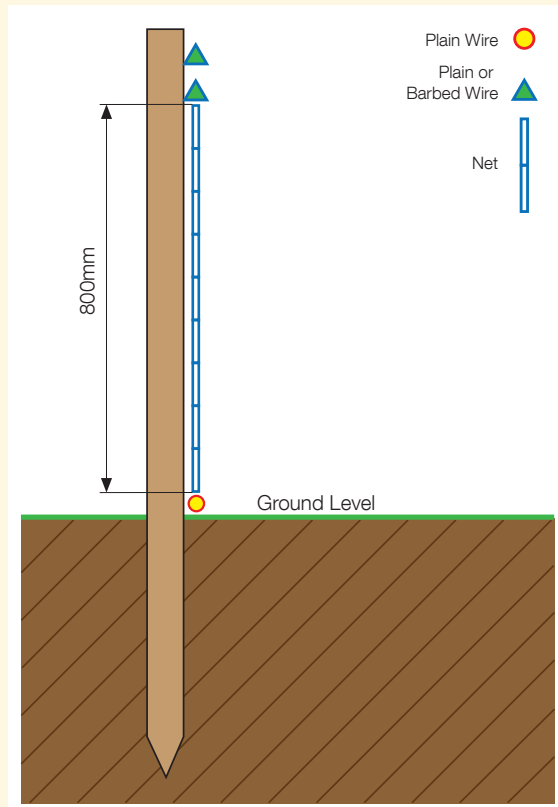 Plain Wire
Plain or
Barbed Wire
Net
800mm
Ground Level